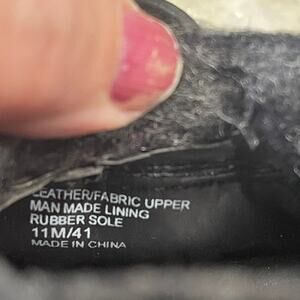 LEATHER/FABRIC UPPER
MAN MADE LINING
RUBBER SOLE
11M/41
MADE IN CHINA